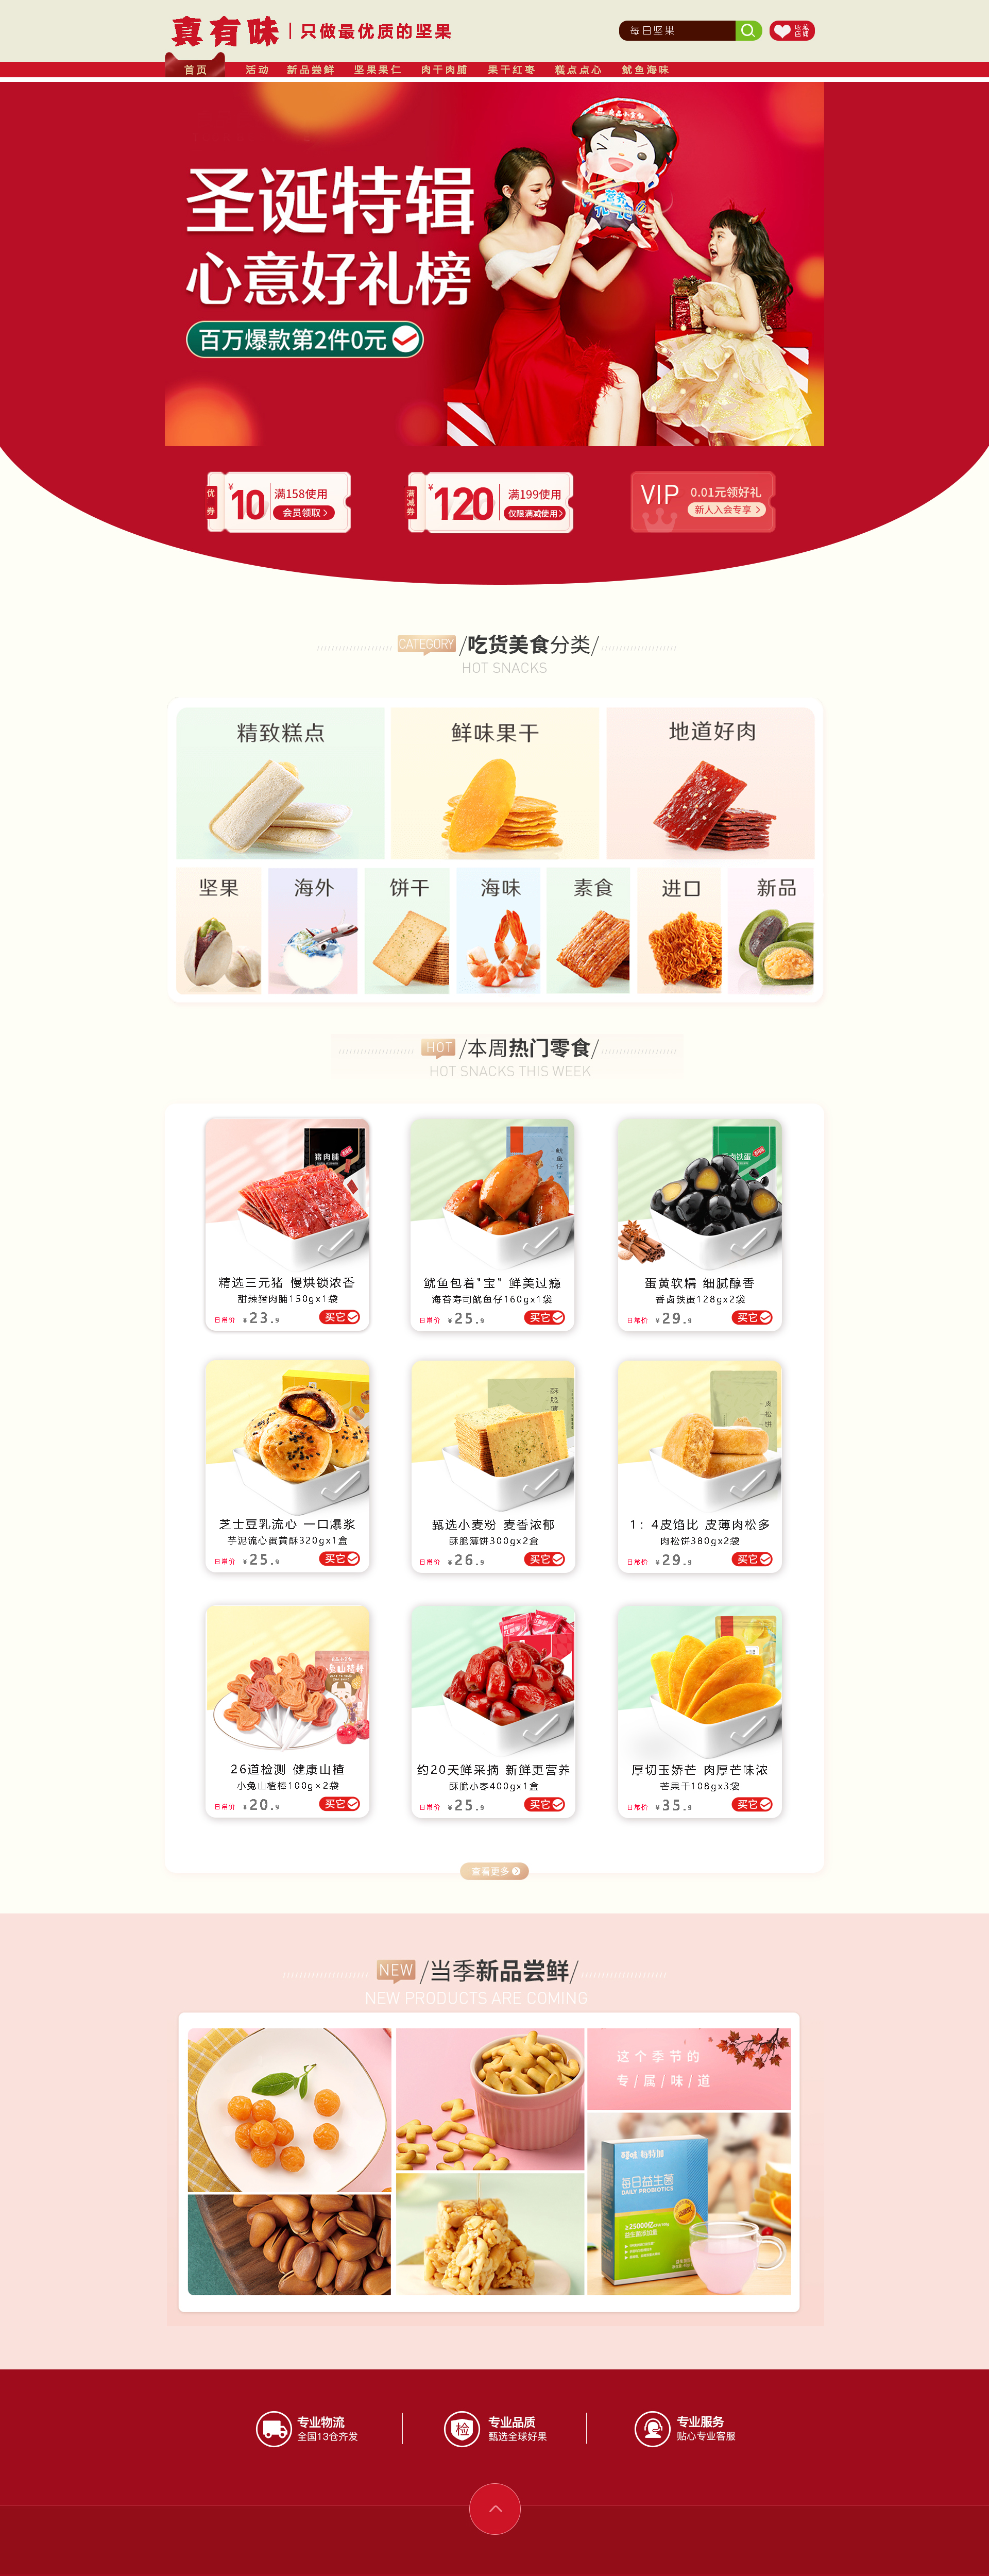 真有味
只做最优质的坚果
每日坚果
收藏
店铺
首页
活动
新品尝鲜
坚果果仁
肉干肉脯
果干红枣
糕点点心
鱿鱼海味
圣诞特辑
心意好礼榜
百万爆款第2件0元
优
券
¥10
满158使用
会员领取
满减券
¥120
满199使用
仅限满减使用
VIP
0.01元领好礼
新人入会专享
CATEGORY
/吃货美食分类/
HOT SNACKS
精致糕点
鲜味果干
地道好肉
坚果
海外
饼干
海味
素食
进口
新品
HOT
/本周热门零食/
HOT SNACKS THIS WEEK
猪肉脯
精选三元猪 慢烘锁浓香
甜辣猪肉脯150gx1袋
日常价 ¥23.9
买它
鱿鱼仔
鱿鱼包着"宝" 鲜美过瘾
海苔寿司鱿鱼仔160gx1袋
日常价 ¥25.9
买它
卤铁蛋
蛋黄软糯 细腻醇香
香卤铁蛋128gx2袋
日常价 ¥29.9
买它
芝士豆乳流心 一口爆浆
芋泥流心蛋黄酥320gx1盒
日常价 ¥25.9
买它
酥脆薄
甄选小麦粉 麦香浓郁
酥脆薄饼300gx2盒
日常价 ¥26.9
买它
肉松饼
1：4皮馅比 皮薄肉松多
肉松饼380gx2袋
日常价 ¥29.9
买它
26道检测 健康山楂
小兔山楂棒100g×2袋
日常价 ¥20.9
买它
约20天鲜采摘 新鲜更营养
酥脆小枣400gx1盒
日常价 ¥25.9
买它
厚切玉娇芒 肉厚芒味浓
芒果干108gx3袋
日常价 ¥35.9
买它
查看更多
NEW
/当季新品尝鲜/
NEW PRODUCTS ARE COMING
这个季节的
专/属/味/道
每日益生菌
DAILY PROBIOTICS
专业物流
全国13仓齐发
检
专业品质
甄选全球好果
专业服务
贴心专业客服